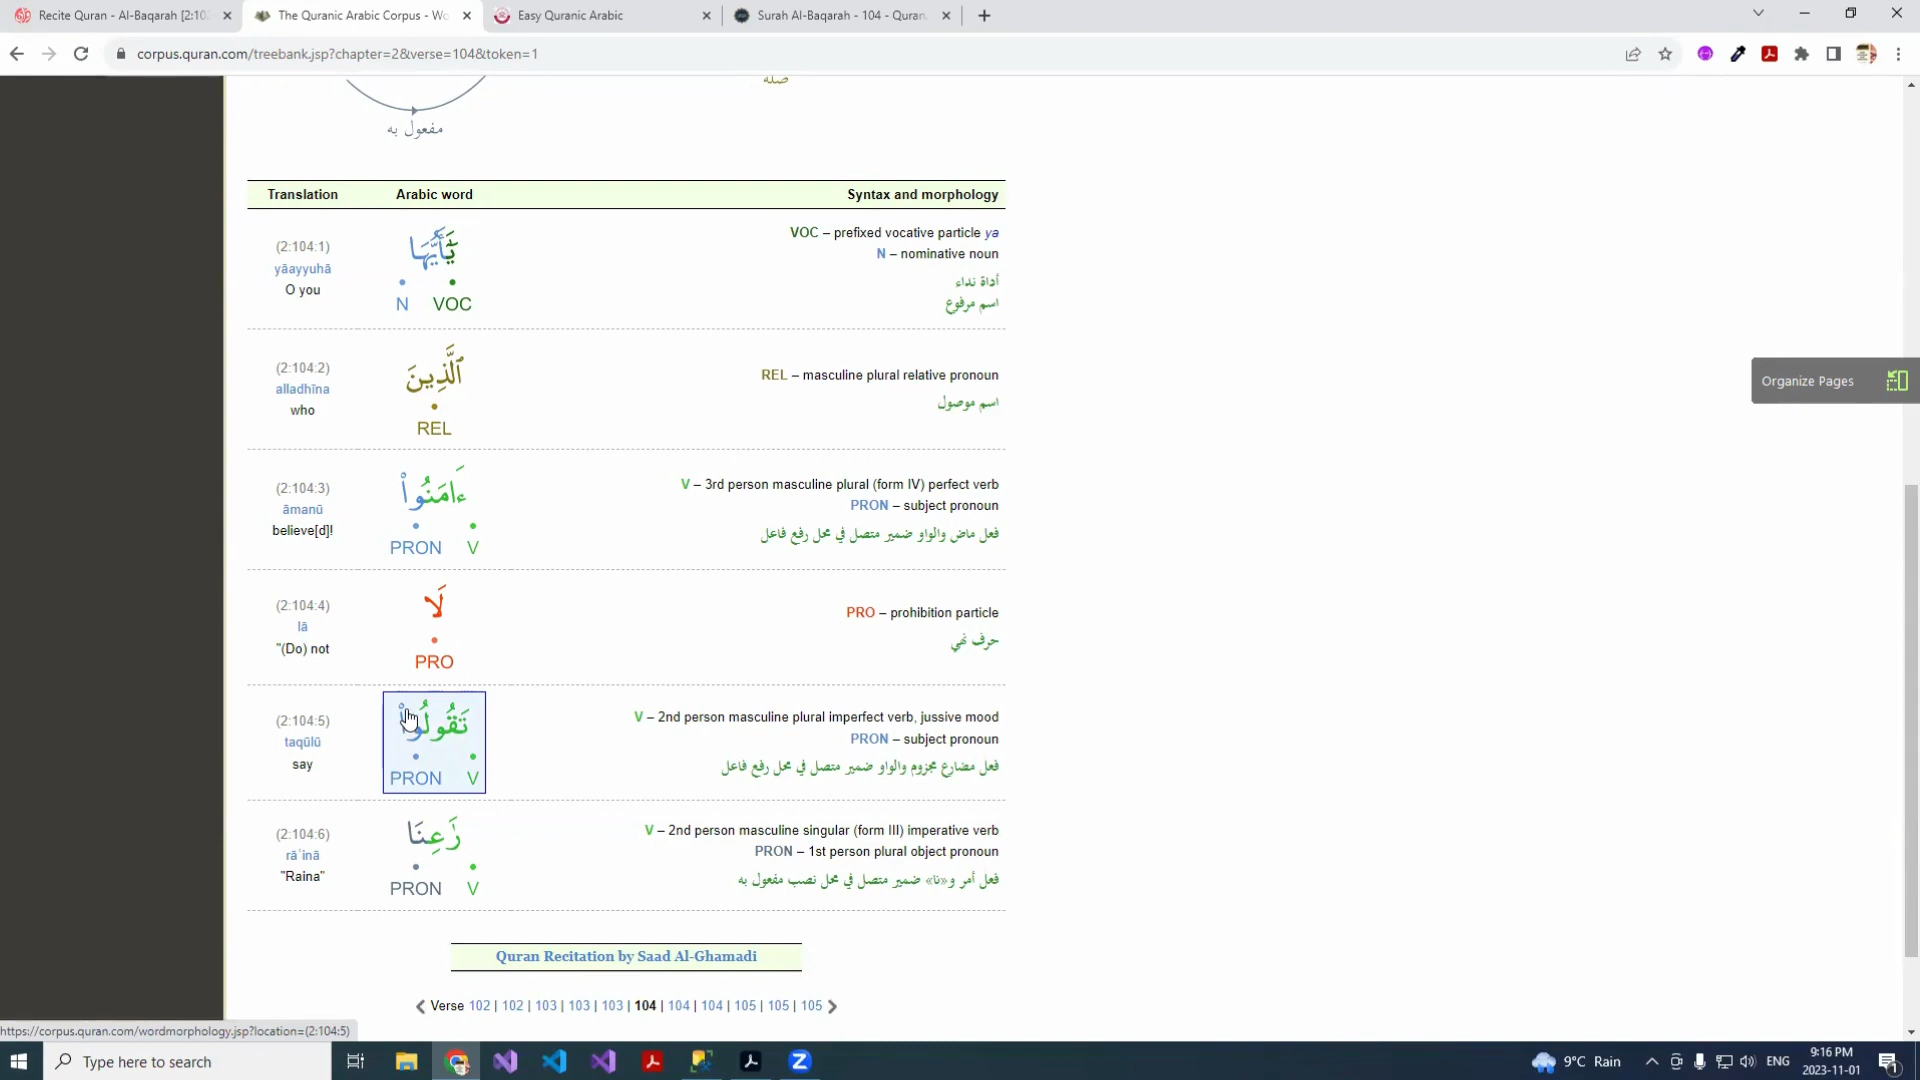 Recite Quran - Al-Baqarah [2:10
The Quranic Arabic Corpus - Wo
Easy Quranic Arabic
Surah Al-Baqarah - 104 - Quran.
corpus.quran.com/treebank.jsp?chapter=2&verse=104&token=1
صلة
مفعول به
Translation Arabic word Syntax and morphology
(2:104:1)
yāayyuhā
O you
يَٰٓأَيُّهَا
N VOC
VOC – prefixed vocative particle ya
N – nominative noun
أداة نداء
اسم مرفوع
(2:104:2)
alladhīna
who
ٱلَّذِينَ
REL
REL – masculine plural relative pronoun
اسم موصول
(2:104:3)
āmanū
believe[d]!
ءَامَنُوا۟
PRON V
V – 3rd person masculine plural (form IV) perfect verb
PRON – subject pronoun
فعل ماض والواو ضمير متصل في محل رفع فاعل
(2:104:4)
lā
"(Do) not
لَا
PRO
PRO – prohibition particle
حرف نهي
(2:104:5)
taqūlū
say
تَقُولُوا۟
PRON V
V – 2nd person masculine plural imperfect verb, jussive mood
PRON – subject pronoun
فعل مضارع مجزوم والواو ضمير متصل في محل رفع فاعل
(2:104:6)
rāʿinā
"Raina"
رَٰعِنَا
PRON V
V – 2nd person masculine singular (form III) imperative verb
PRON – 1st person plural object pronoun
فعل أمر و«نا» ضمير متصل في محل نصب مفعول به
Quran Recitation by Saad Al-Ghamadi
Verse 102 | 102 | 103 | 103 | 103 | 104 | 104 | 104 | 105 | 105 | 105
Organize Pages
https://corpus.quran.com/wordmorphology.jsp?location=(2:104:5)
Type here to search
9°C Rain
ENG
9:16 PM
2023-11-01
1